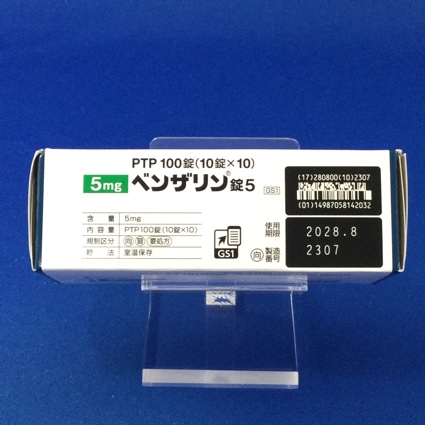 PTP 100錠(10錠×10)
5mg ベンザリン®錠5 GS1
含量 5mg
内容量 PTP100錠(10錠×10)
規制区分 向 習 要処方
貯法 室温保存
GS1
(17)280800(10)2307
(01)14987058142032
使用期限 2028.8
向 製造番号 2307